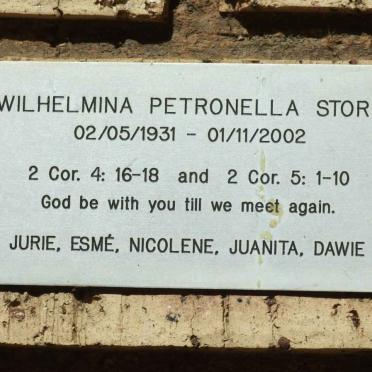 WILHELMINA PETRONELLA STOR
02/05/1931 - 01/11/2002
2 Cor. 4: 16-18 and 2 Cor. 5: 1-10
God be with you till we meet again.
JURIE, ESMÉ, NICOLENE, JUANITA, DAWIE